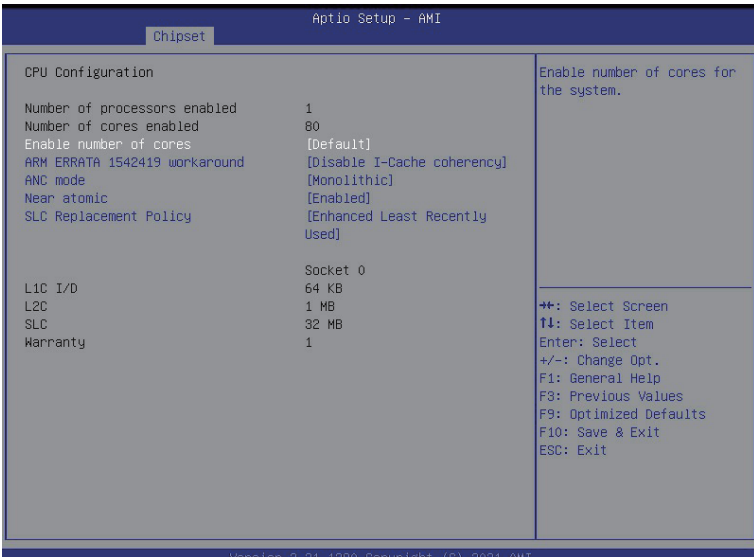 Aptio Setup – AMI
Chipset
CPU Configuration
Number of processors enabled 1
Number of cores enabled 80
Enable number of cores [Default]
ARM ERRATA 1542419 workaround [Disable I-Cache coherency]
ANC mode [Monolithic]
Near atomic [Enabled]
SLC Replacement Policy [Enhanced Least Recently
Used]
Socket 0
L1C I/D 64 KB
L2C 1 MB
SLC 32 MB
Warranty 1
Enable number of cores for
the system.
→←: Select Screen
↑↓: Select Item
Enter: Select
+/-: Change Opt.
F1: General Help
F3: Previous Values
F9: Optimized Defaults
F10: Save & Exit
ESC: Exit
Version Copyright (C) 2021 AMI